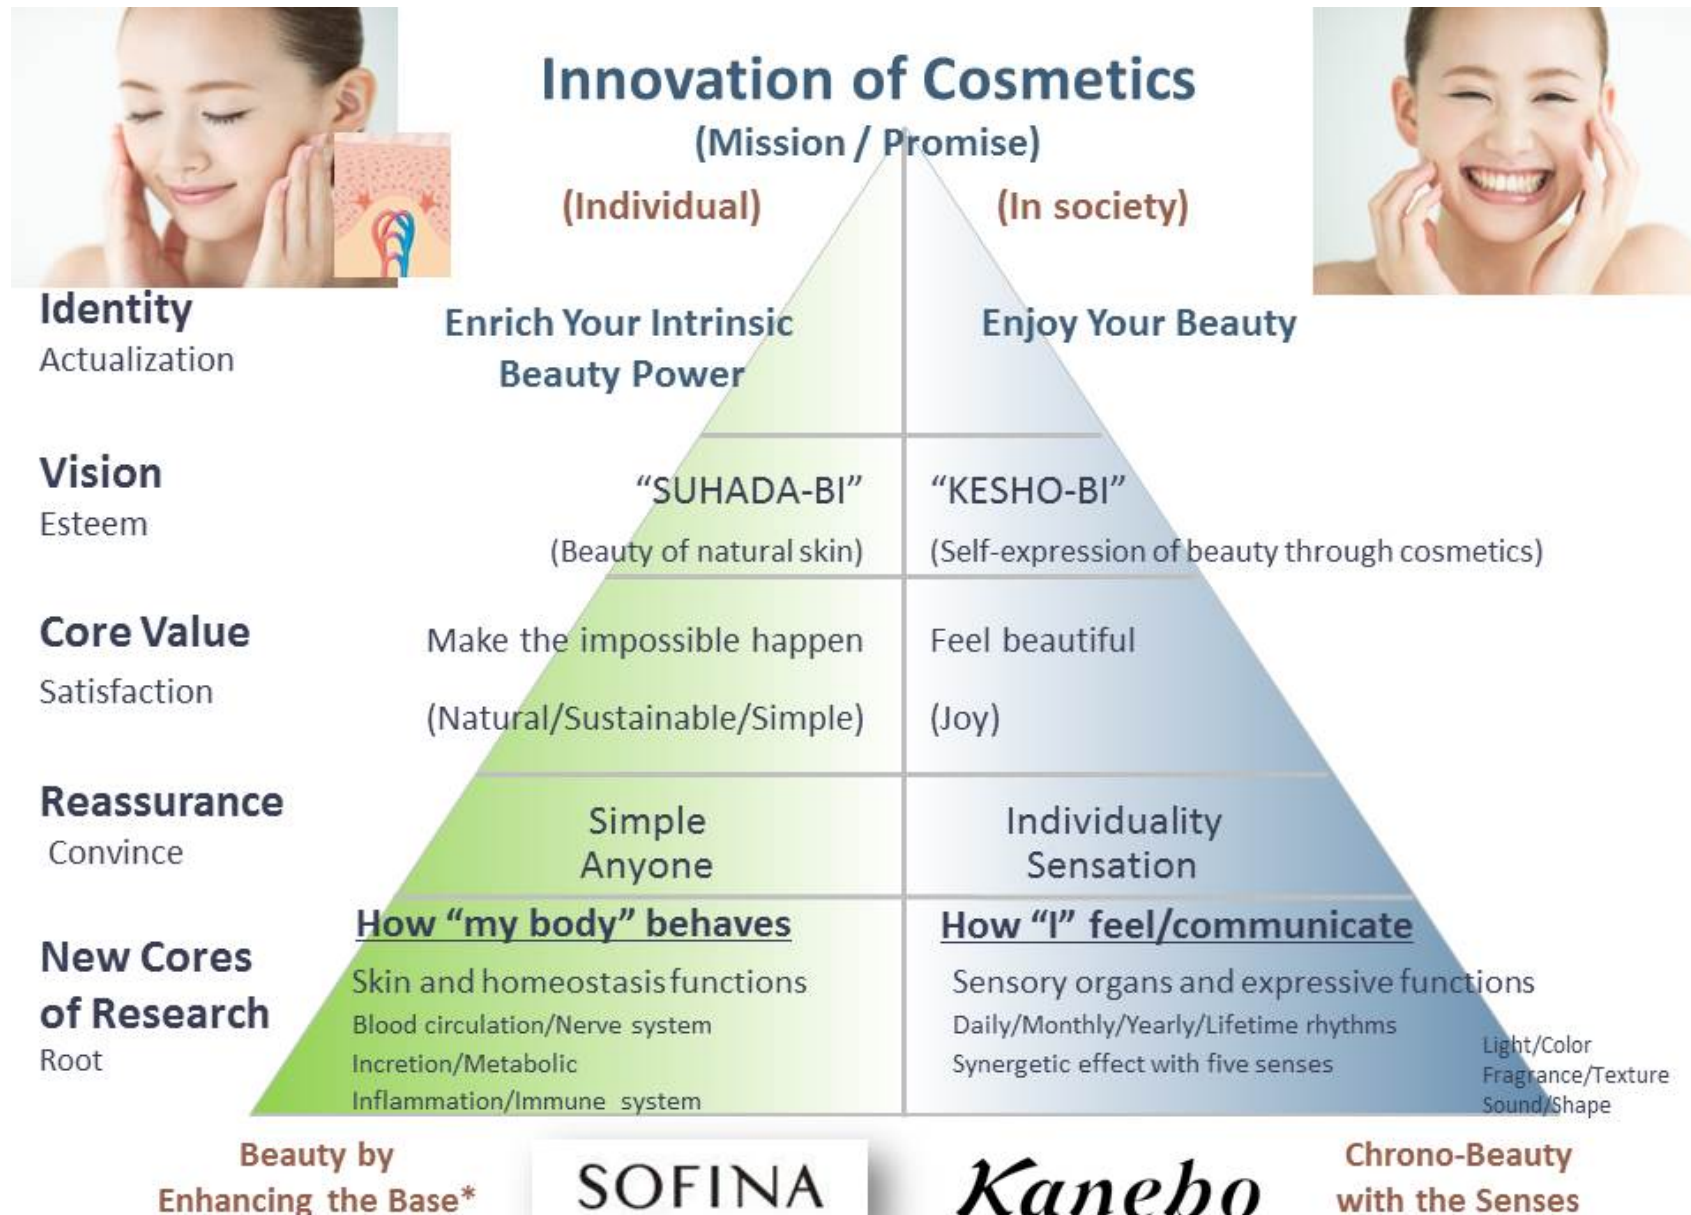 Innovation of Cosmetics
(Mission / Promise)
(Individual)
(In society)
Identity
Actualization
Enrich Your Intrinsic
Beauty Power
Enjoy Your Beauty
Vision
Esteem
“SUHADA-BI”
(Beauty of natural skin)
“KESHO-BI”
(Self-expression of beauty through cosmetics)
Core Value
Satisfaction
Make the impossible happen
(Natural/Sustainable/Simple)
Feel beautiful
(Joy)
Reassurance
Convince
Simple
Anyone
Individuality
Sensation
New Cores
of Research
Root
How “my body” behaves
Skin and homeostasis functions
Blood circulation/Nerve system
Incretion/Metabolic
Inflammation/Immune system
How “I” feel/communicate
Sensory organs and expressive functions
Daily/Monthly/Yearly/Lifetime rhythms
Synergetic effect with five senses
Light/Color
Fragrance/Texture
Sound/Shape
Beauty by
Enhancing the Base*
SOFINA
Kanebo
Chrono-Beauty
with the Senses